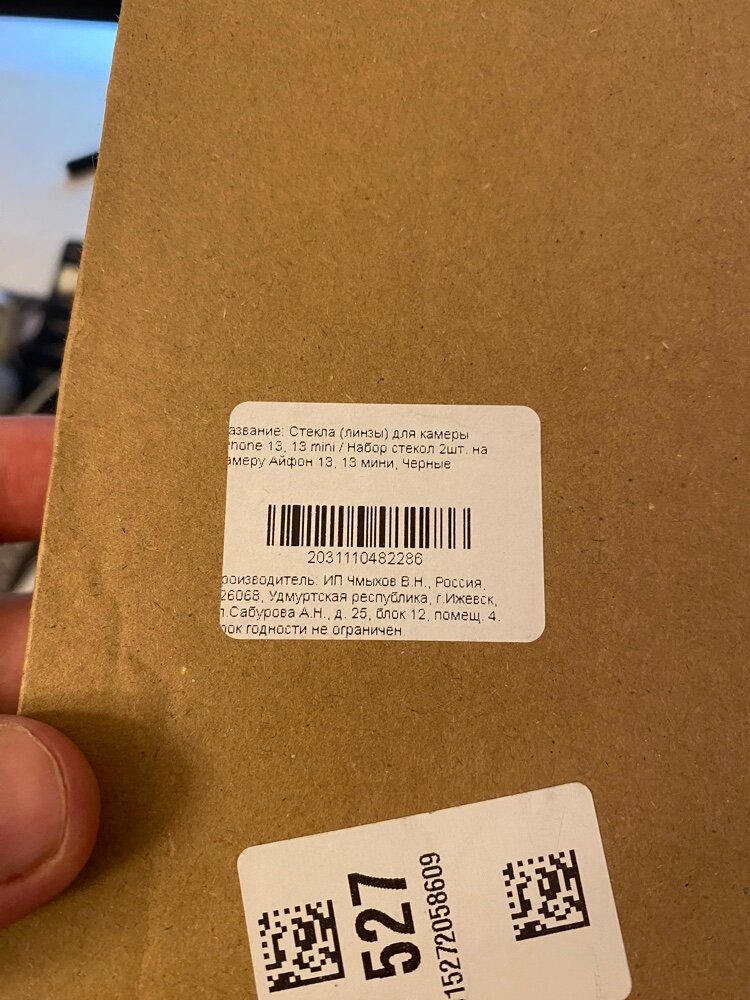 азвание: Стекла (линзы) для камеры
Phone 13, 13 mini / Набор стекол 2шт. на
амеру Айфон 13, 13 мини, Черные
2031110482286
роизводитель: ИП Чмыхов В.Н., Россия,
26068, Удмуртская республика, г.Ижевск,
л.Сабурова А.Н., д. 25, блок 12, помещ. 4.
рок годности не ограничен
527
15272058609